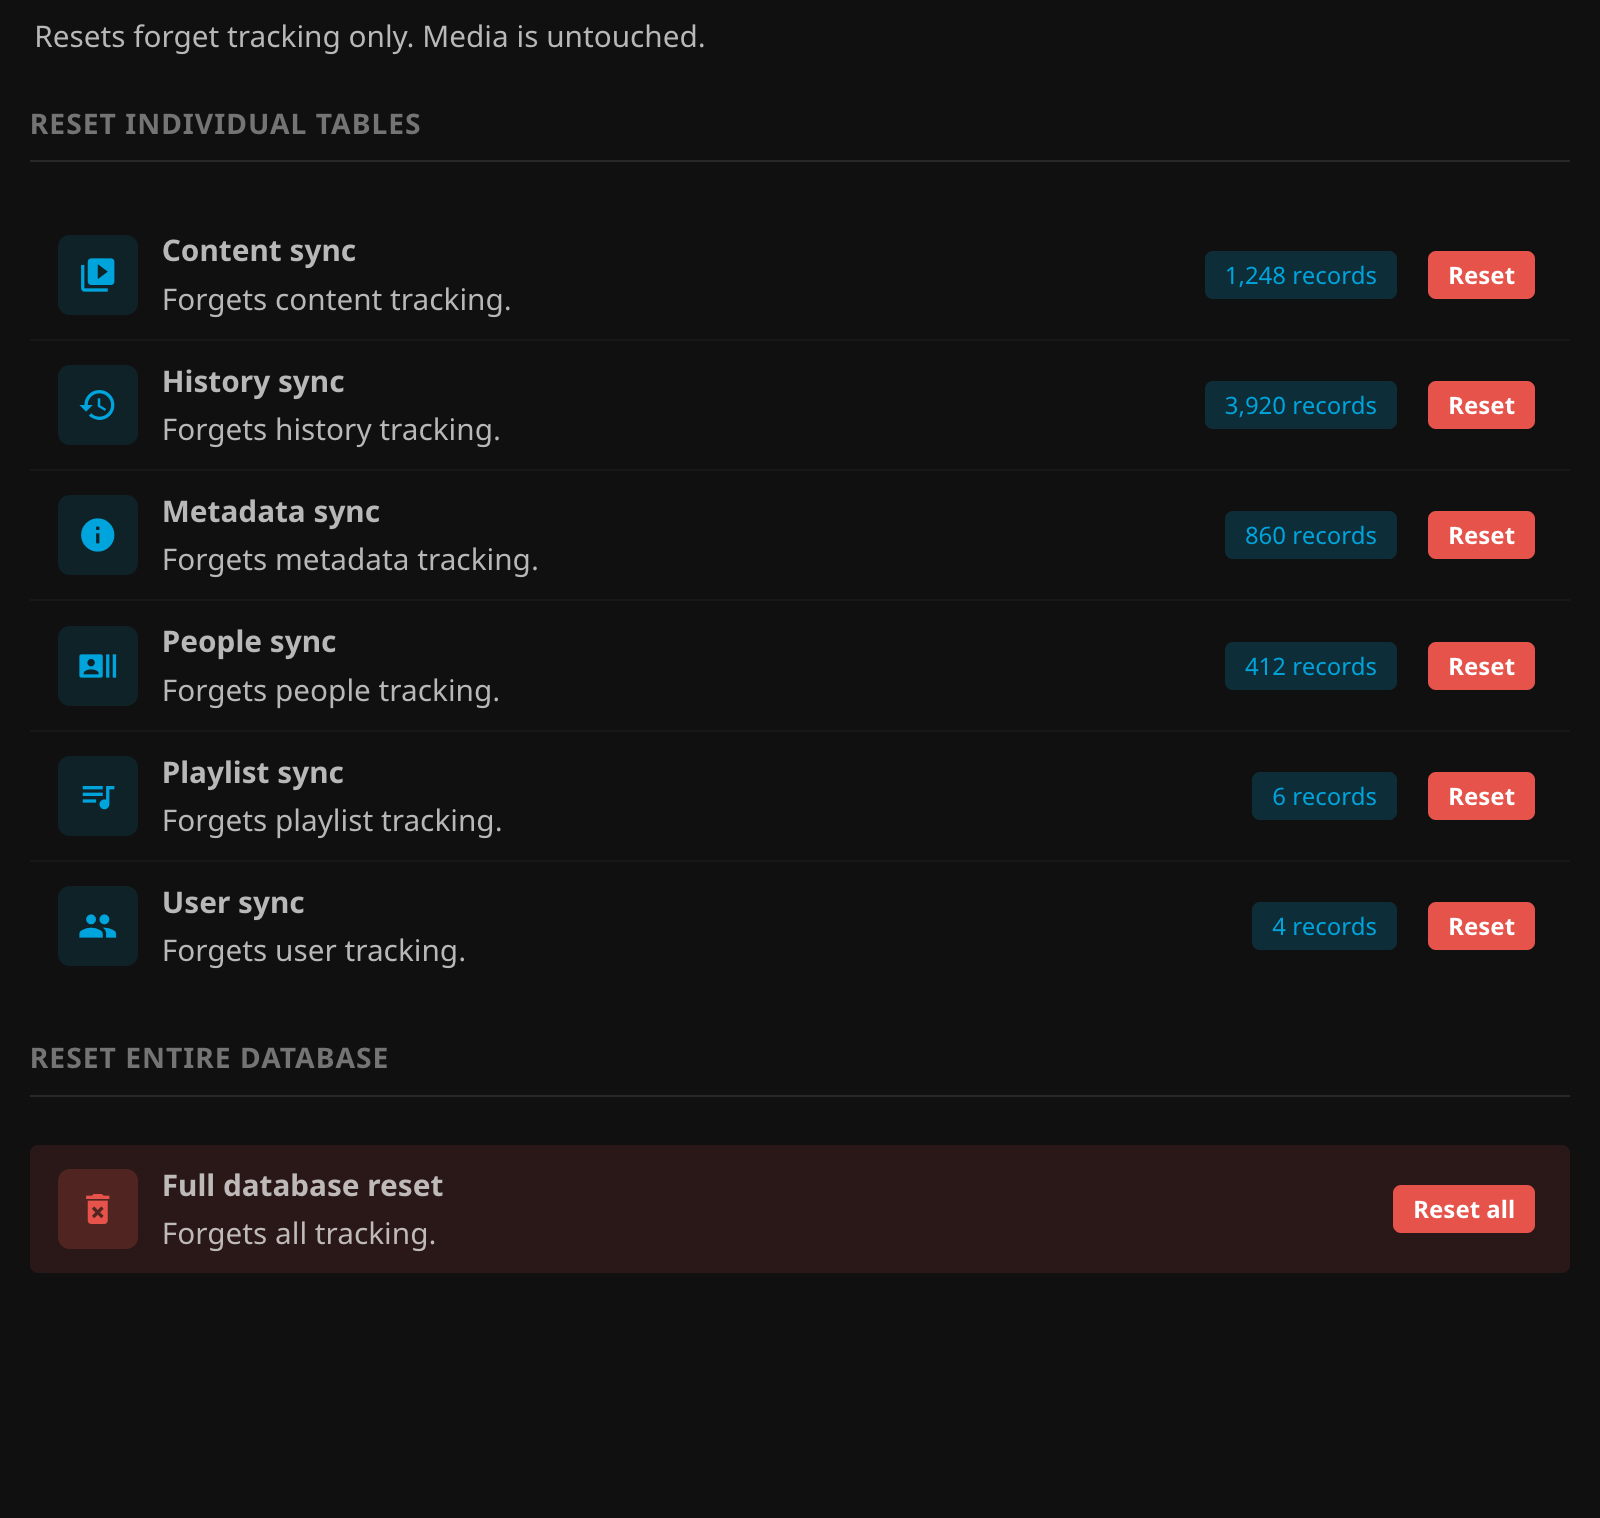 Resets forget tracking only. Media is untouched.
RESET INDIVIDUAL TABLES
Content sync
Forgets content tracking.
1,248 records
Reset
History sync
Forgets history tracking.
3,920 records
Reset
Metadata sync
Forgets metadata tracking.
860 records
Reset
People sync
Forgets people tracking.
412 records
Reset
Playlist sync
Forgets playlist tracking.
6 records
Reset
User sync
Forgets user tracking.
4 records
Reset
RESET ENTIRE DATABASE
Full database reset
Forgets all tracking.
Reset all